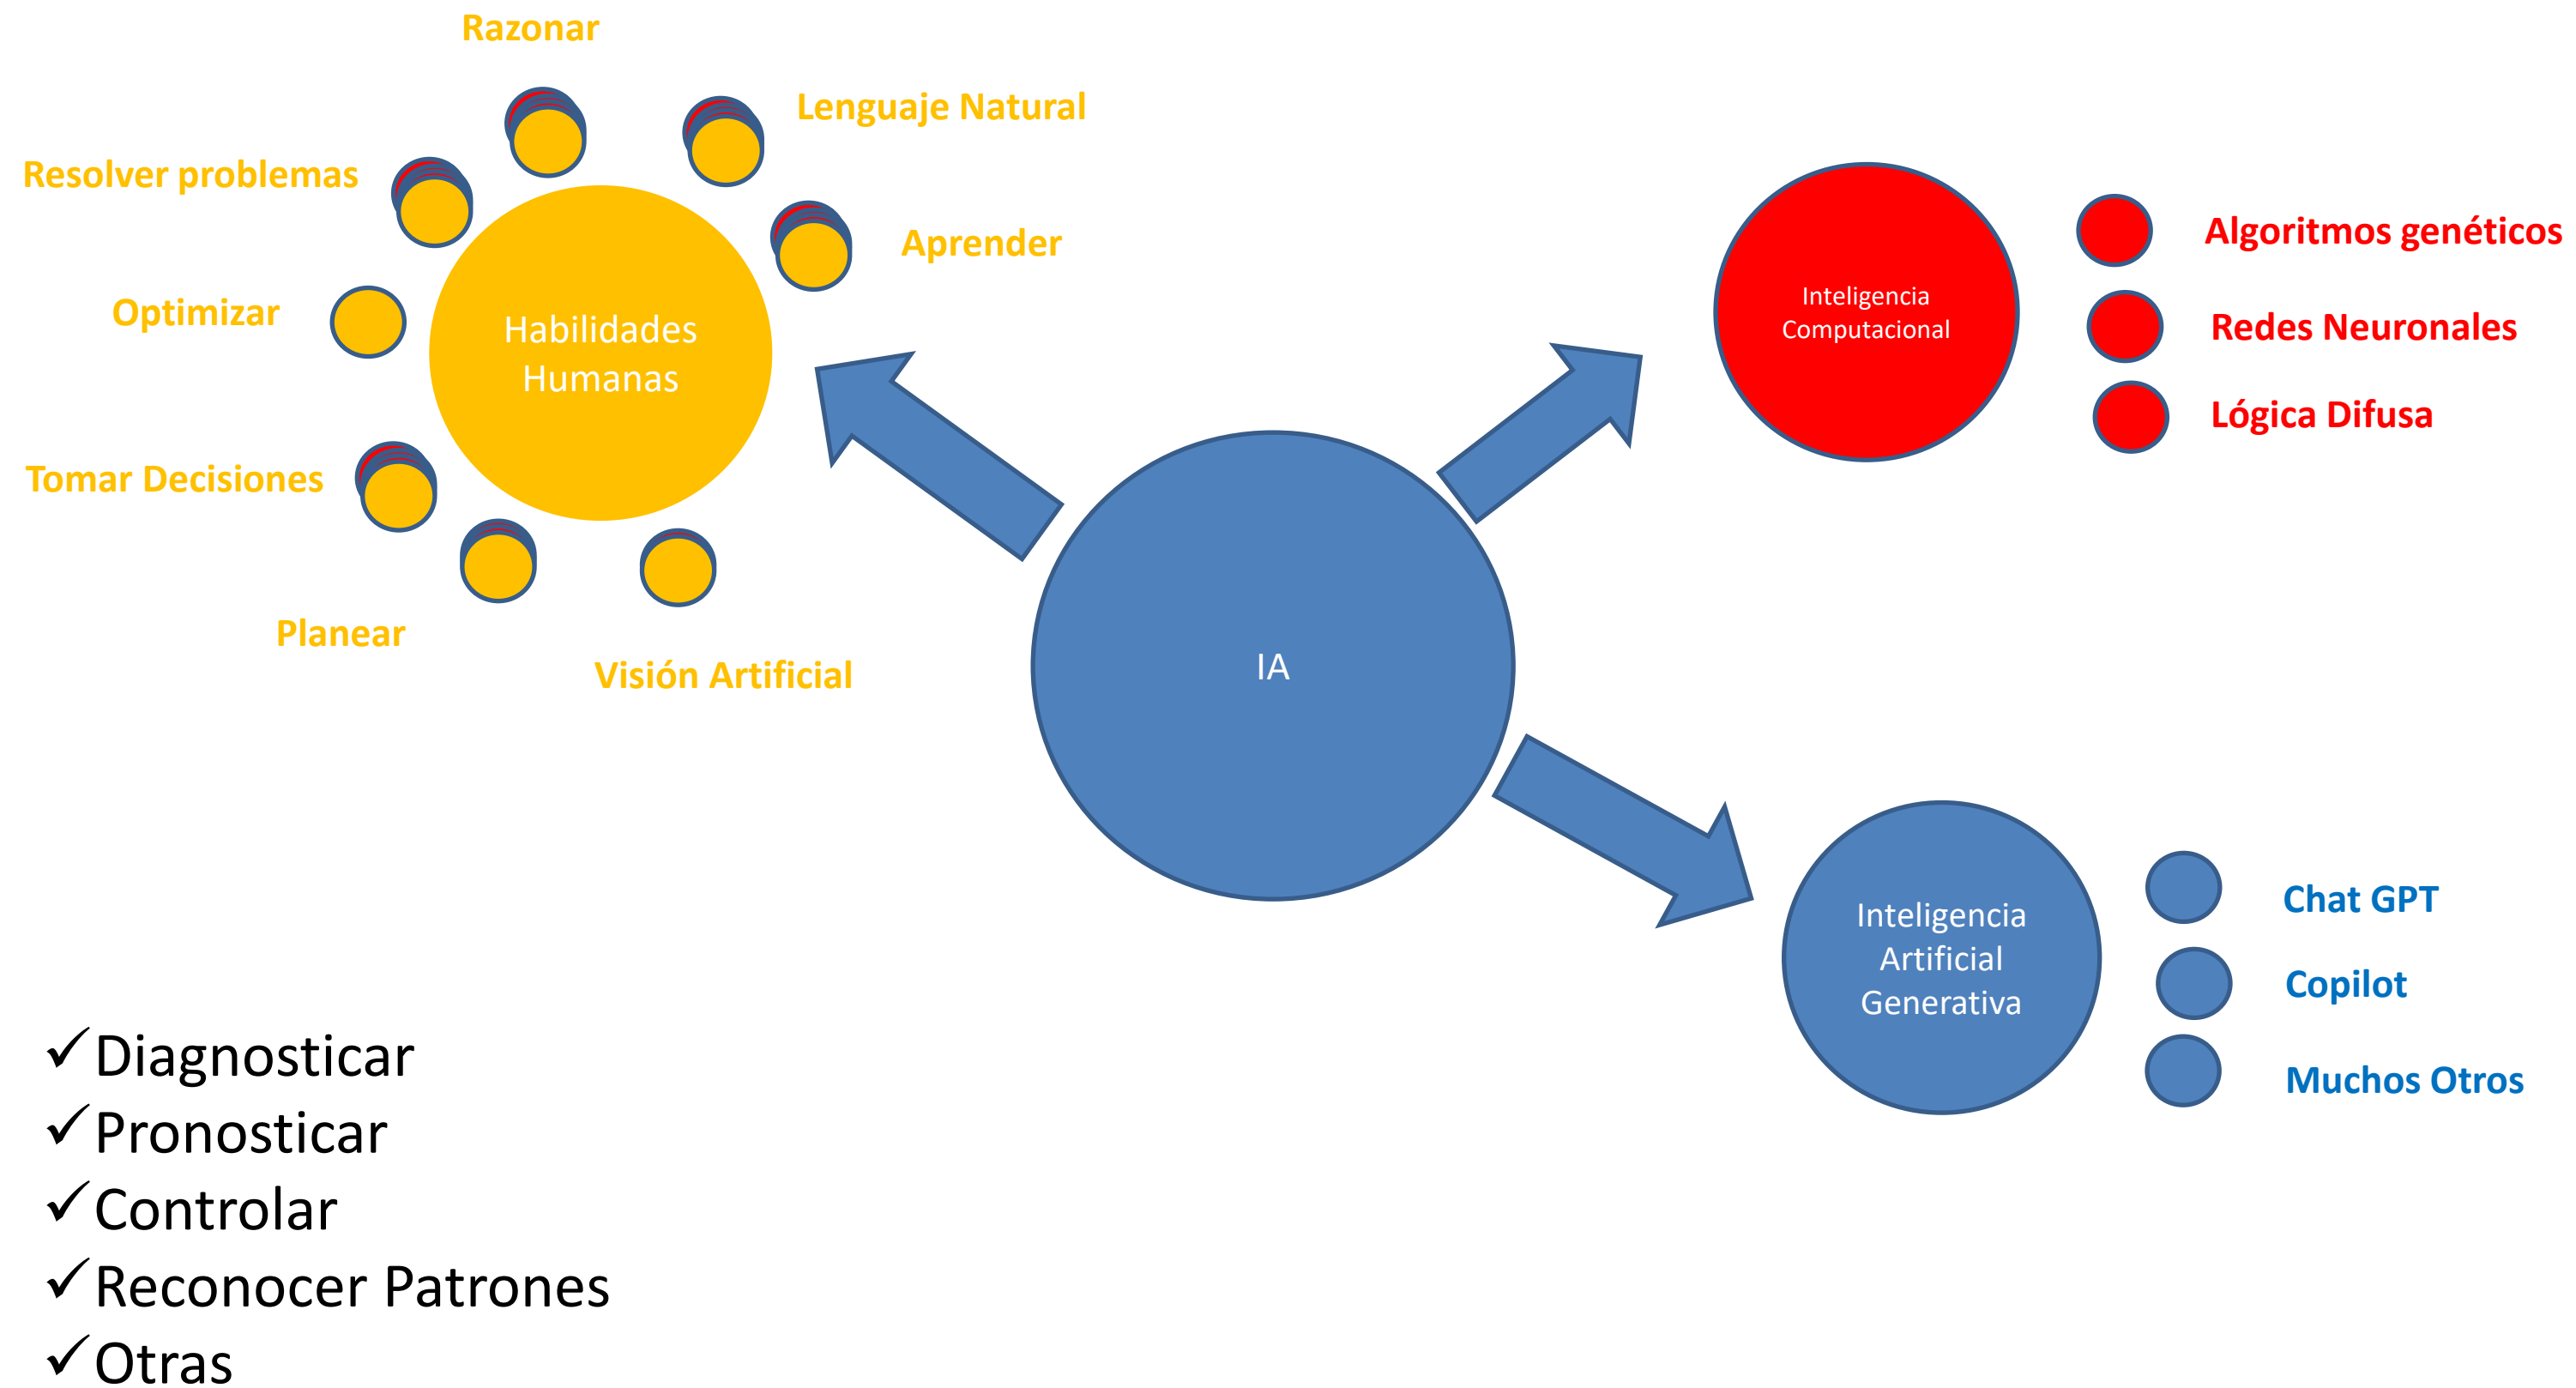 Razonar
Lenguaje Natural
Resolver problemas
Aprender
Optimizar
Habilidades
Humanas
Tomar Decisiones
Planear
Visión Artificial
IA
Inteligencia
Computacional
Algoritmos genéticos
Redes Neuronales
Lógica Difusa
Inteligencia
Artificial
Generativa
Chat GPT
Copilot
Muchos Otros
✓Diagnosticar
✓Pronosticar
✓Controlar
✓Reconocer Patrones
✓Otras